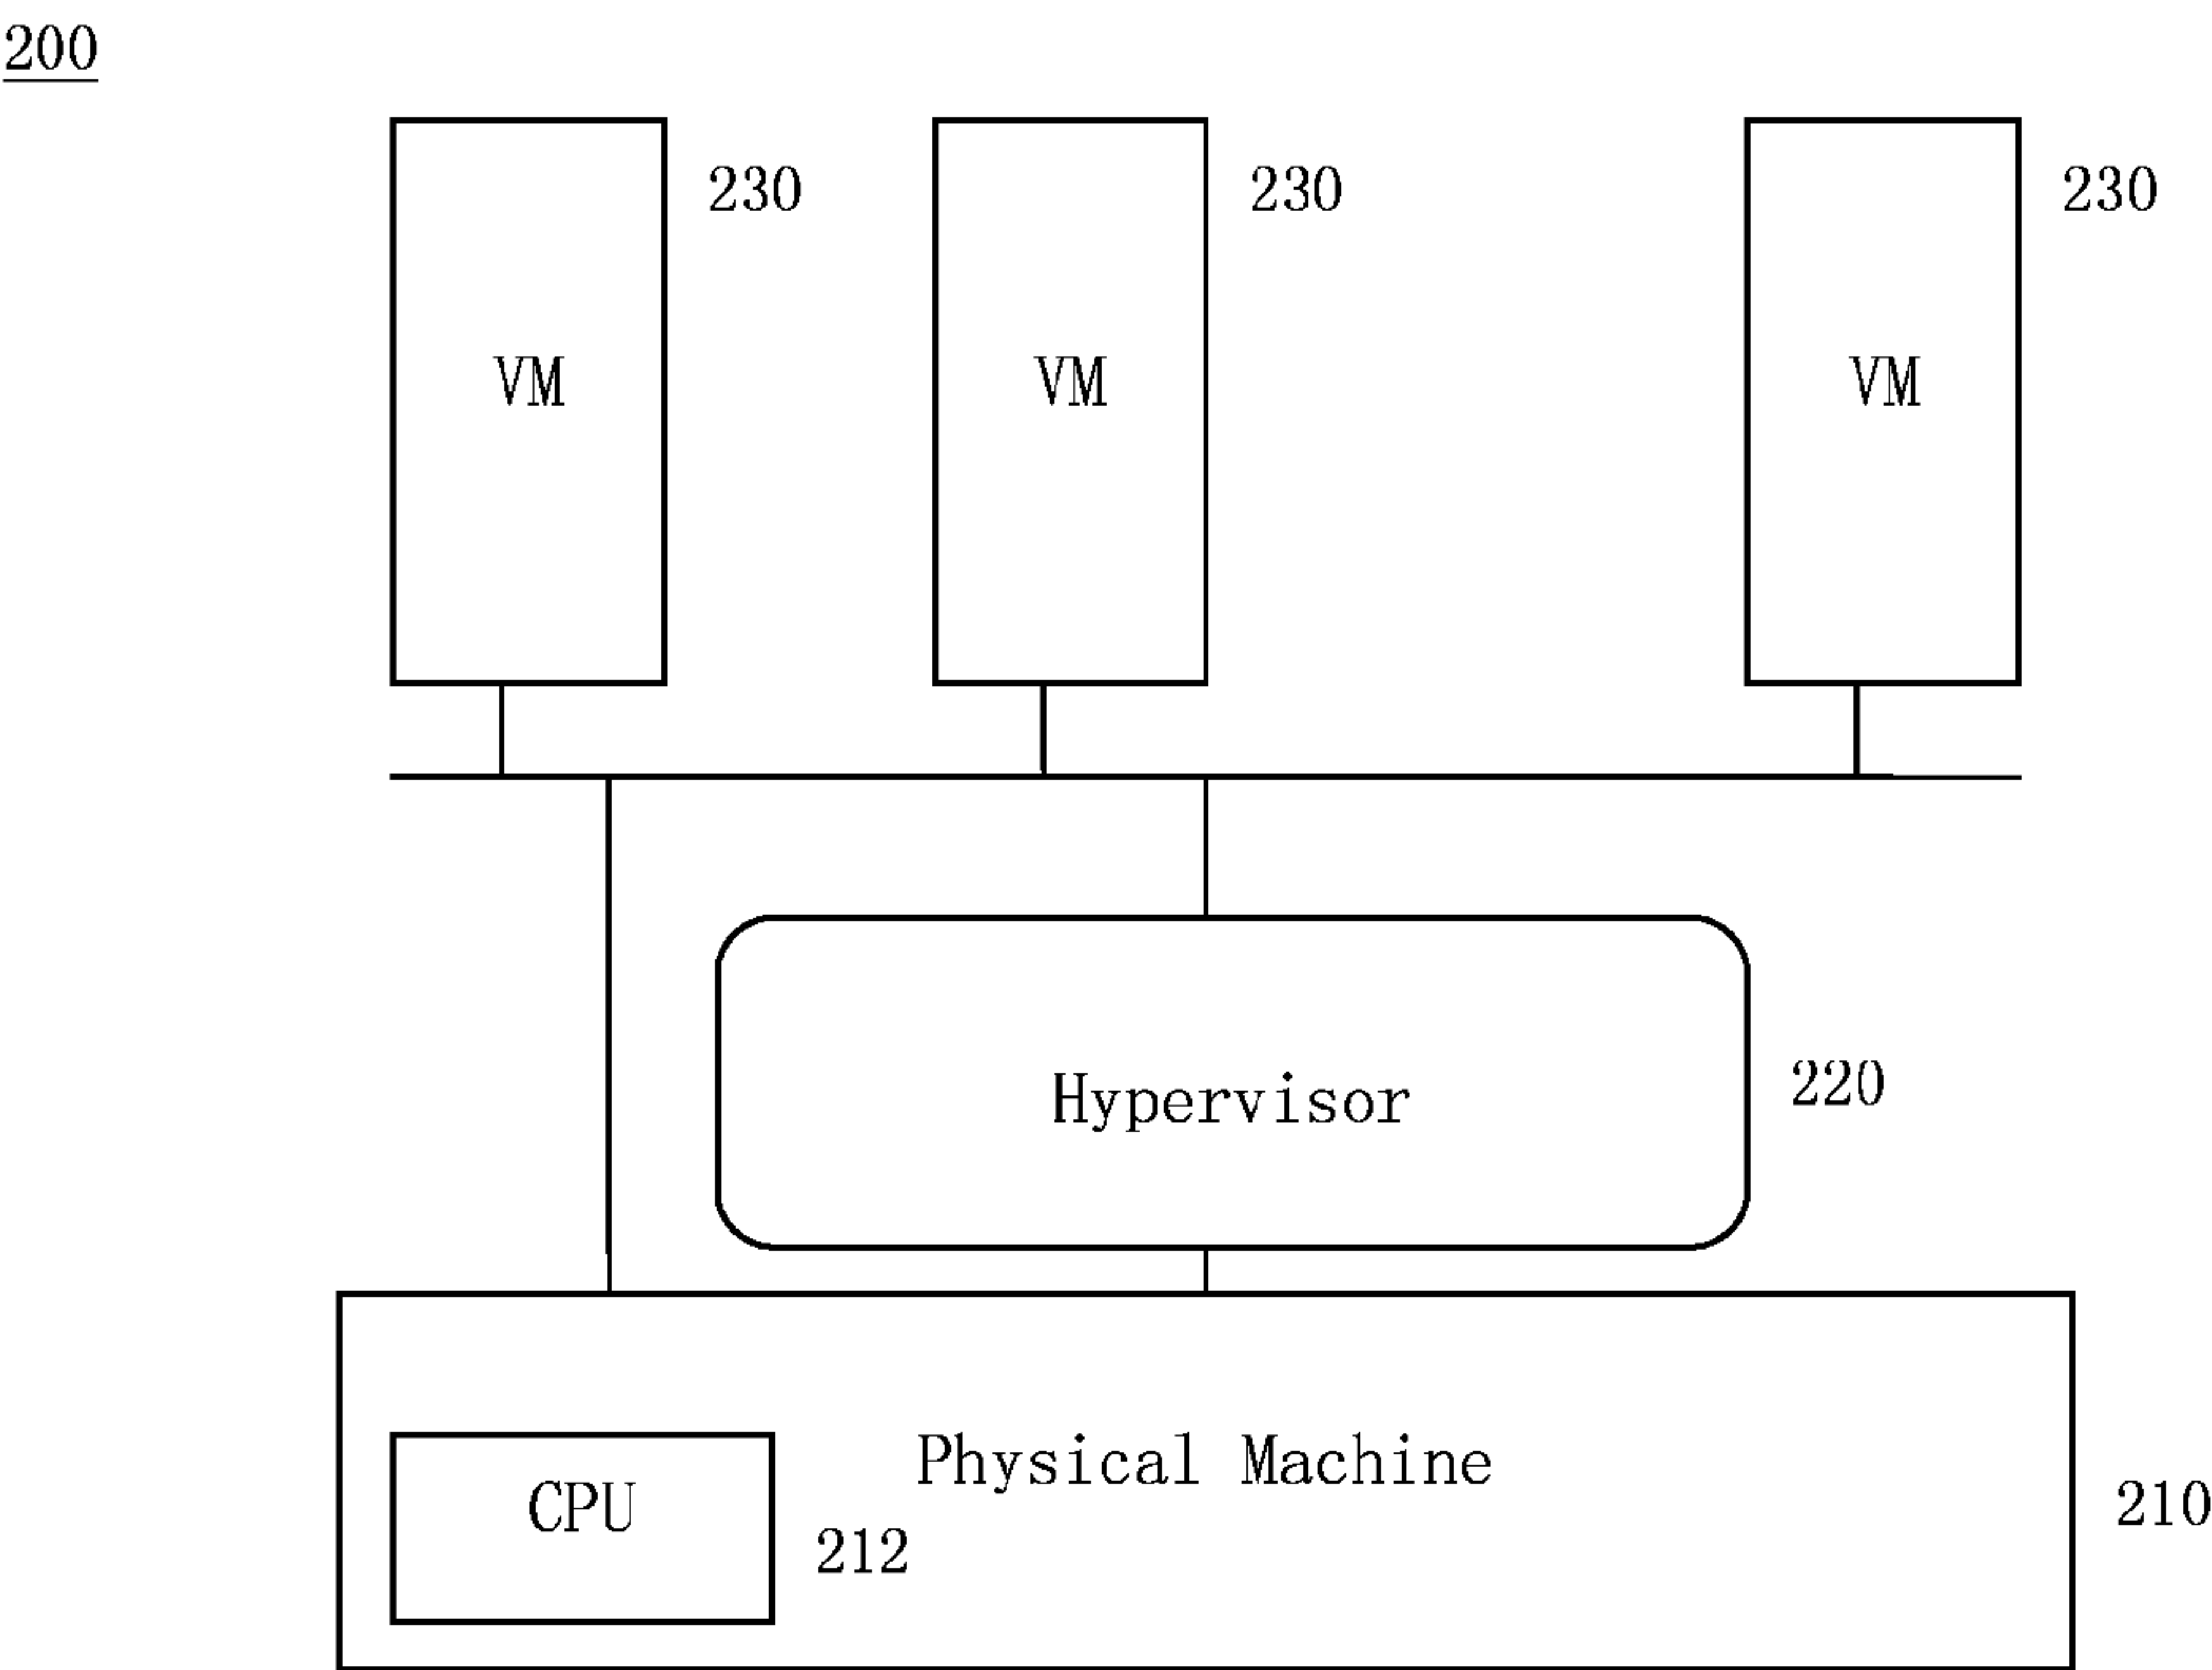 200
230
230
230
VM
VM
VM
Hypervisor
220
Physical Machine
CPU
212
210